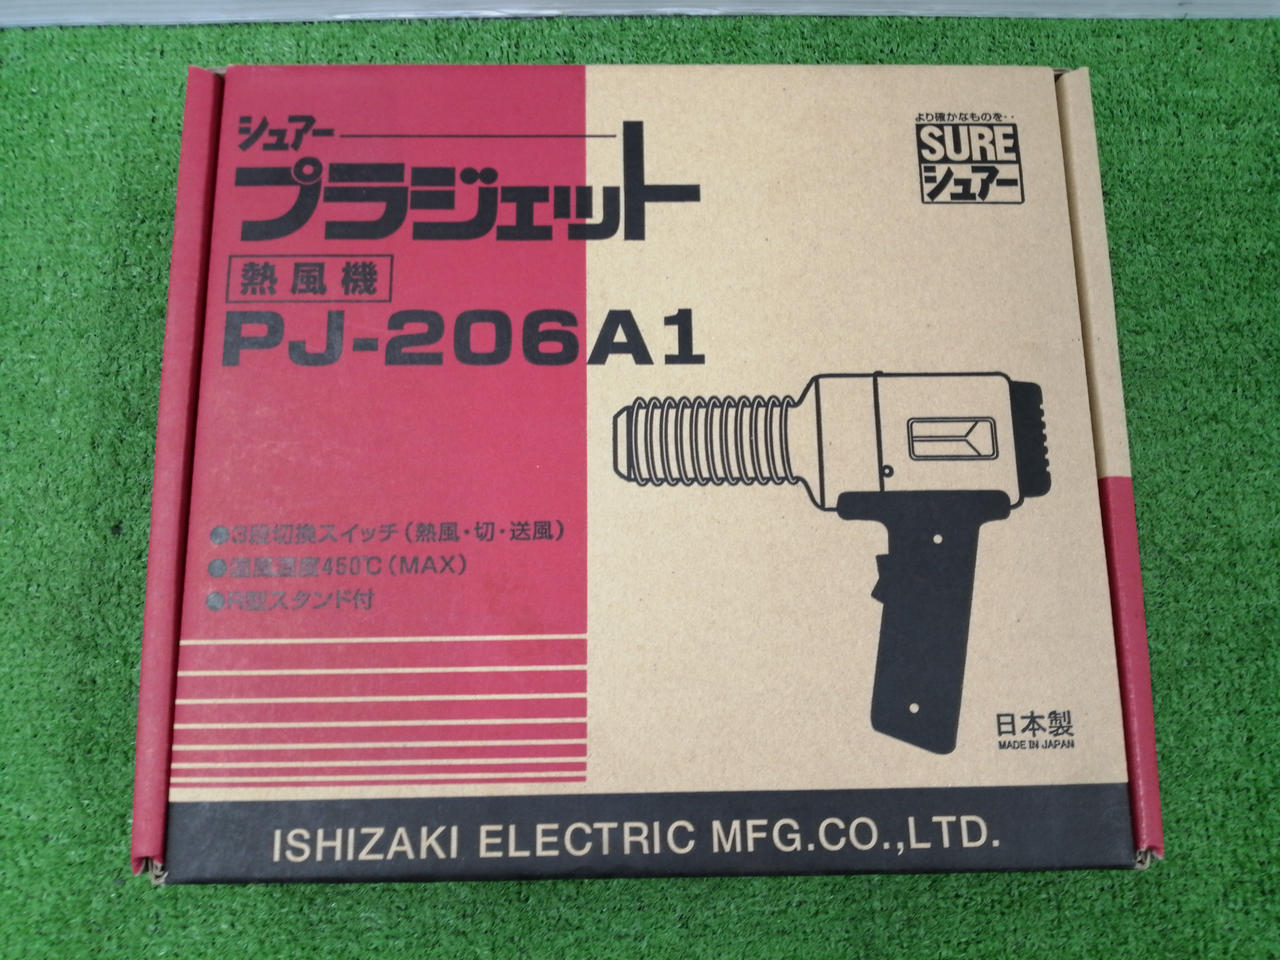 シュアー
プラジェット
熱風機
PJ-206A1
より確かなものを・・
SURE
シュアー
●3段切換スイッチ（熱風・切・送風）
●温風温度450℃（MAX）
●R型スタンド付
日本製
MADE IN JAPAN
ISHIZAKI ELECTRIC MFG.CO.,LTD.